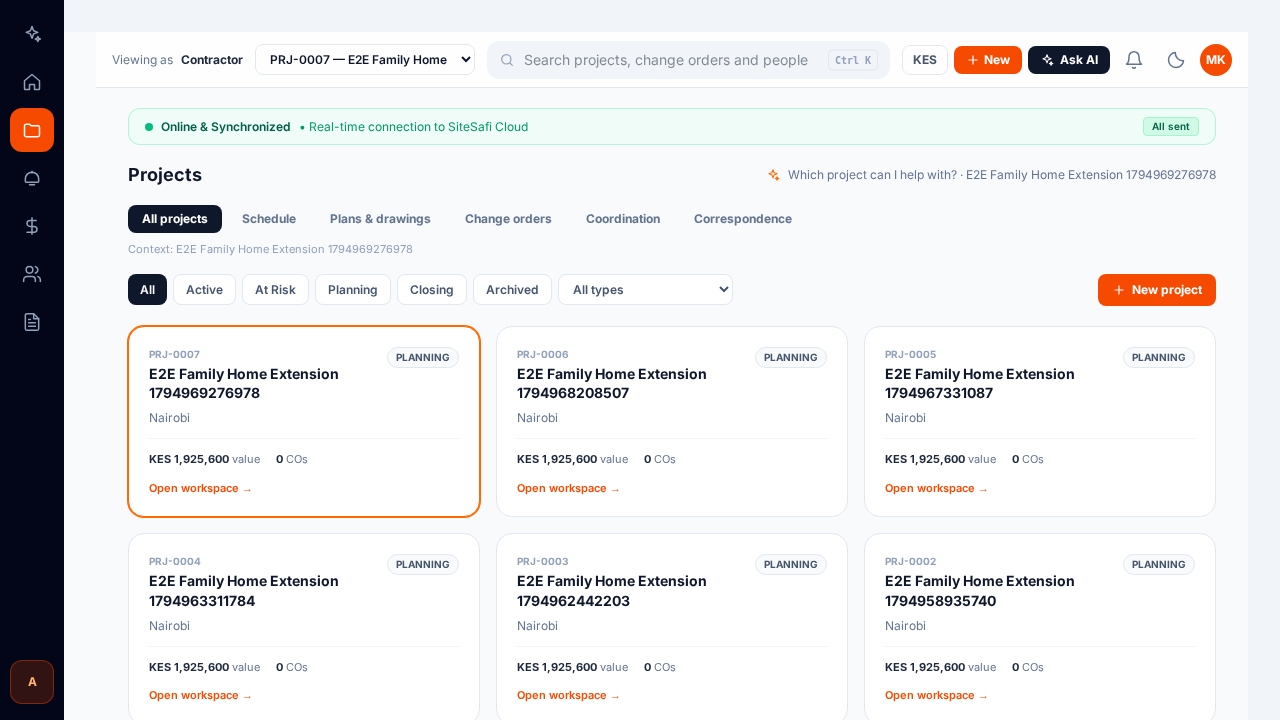 Viewing as Contractor PRJ-0007 — E2E Family Home Search projects, change orders and people Ctrl K KES + New Ask AI MK
Online & Synchronized • Real-time connection to SiteSafi Cloud All sent
Projects Which project can I help with? · E2E Family Home Extension 1794969276978
All projects Schedule Plans & drawings Change orders Coordination Correspondence
Context: E2E Family Home Extension 1794969276978
All Active At Risk Planning Closing Archived All types + New project
PRJ-0007 PLANNING
E2E Family Home Extension
1794969276978
Nairobi
KES 1,925,600 value 0 COs
Open workspace →
PRJ-0006 PLANNING
E2E Family Home Extension
1794968208507
Nairobi
KES 1,925,600 value 0 COs
Open workspace →
PRJ-0005 PLANNING
E2E Family Home Extension
1794967331087
Nairobi
KES 1,925,600 value 0 COs
Open workspace →
PRJ-0004 PLANNING
E2E Family Home Extension
1794963311784
Nairobi
KES 1,925,600 value 0 COs
Open workspace →
PRJ-0003 PLANNING
E2E Family Home Extension
1794962442203
Nairobi
KES 1,925,600 value 0 COs
Open workspace →
PRJ-0002 PLANNING
E2E Family Home Extension
1794958935740
Nairobi
KES 1,925,600 value 0 COs
Open workspace →
A